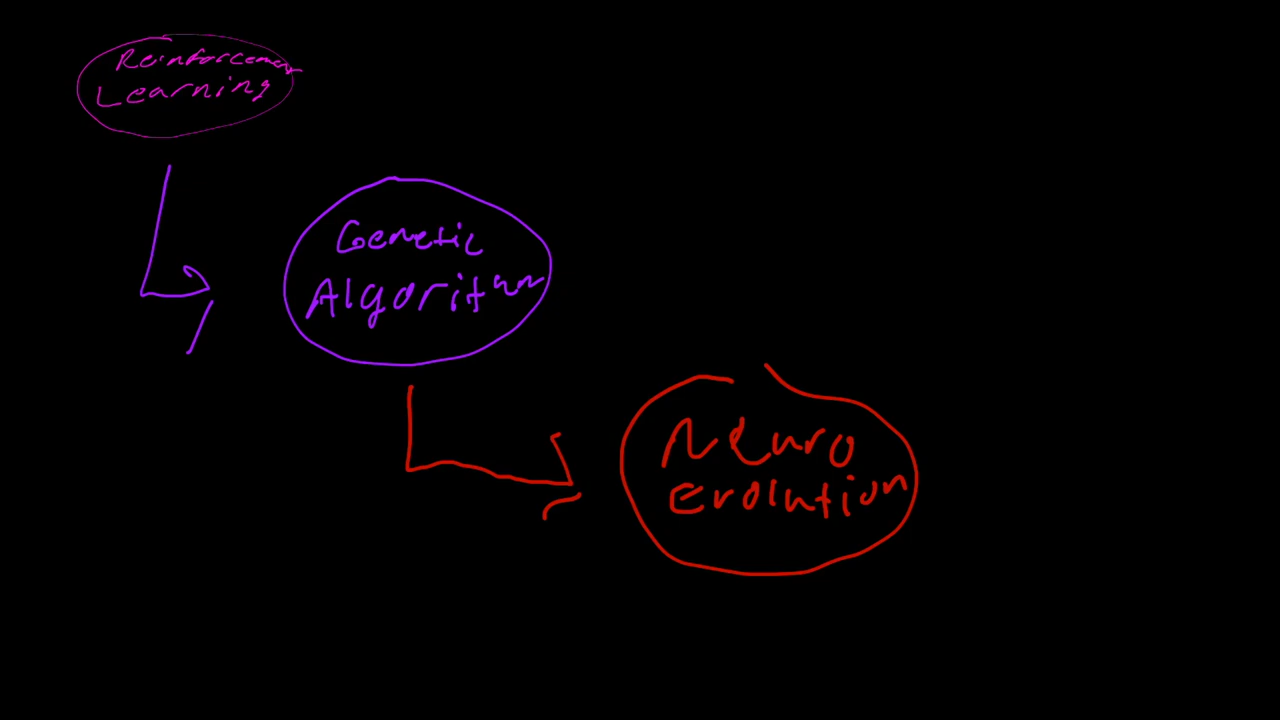 Reinforcement
Learning
Genetic
Algorithm
Neuro
Evolution